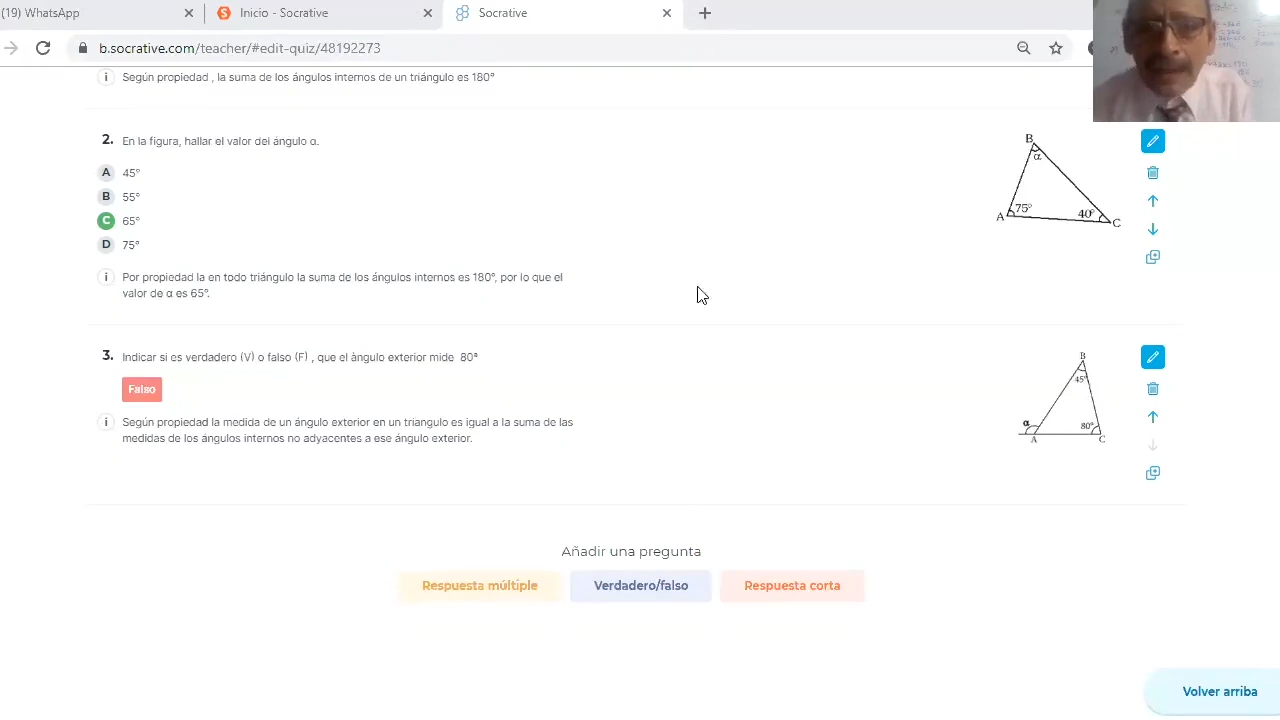 (19) WhatsApp
Inicio - Socrative
Socrative
b.socrative.com/teacher/#edit-quiz/48192273
i Según propiedad , la suma de los ángulos internos de un triángulo es 180°
2. En la figura, hallar el valor del ángulo α.
A 45°
B 55°
C 65°
D 75°
i Por propiedad la en todo triángulo la suma de los ángulos internos es 180°, por lo que el
valor de α es 65°.
B
α
A 75° 40° C
3. Indicar si es verdadero (V) o falso (F) , que el ángulo exterior mide 80°
Falso
i Según propiedad la medida de un ángulo exterior en un triangulo es igual a la suma de las
medidas de los ángulos internos no adyacentes a ese ángulo exterior.
B
45°
α 80°
A C
Añadir una pregunta
Respuesta múltiple
Verdadero/falso
Respuesta corta
Volver arriba